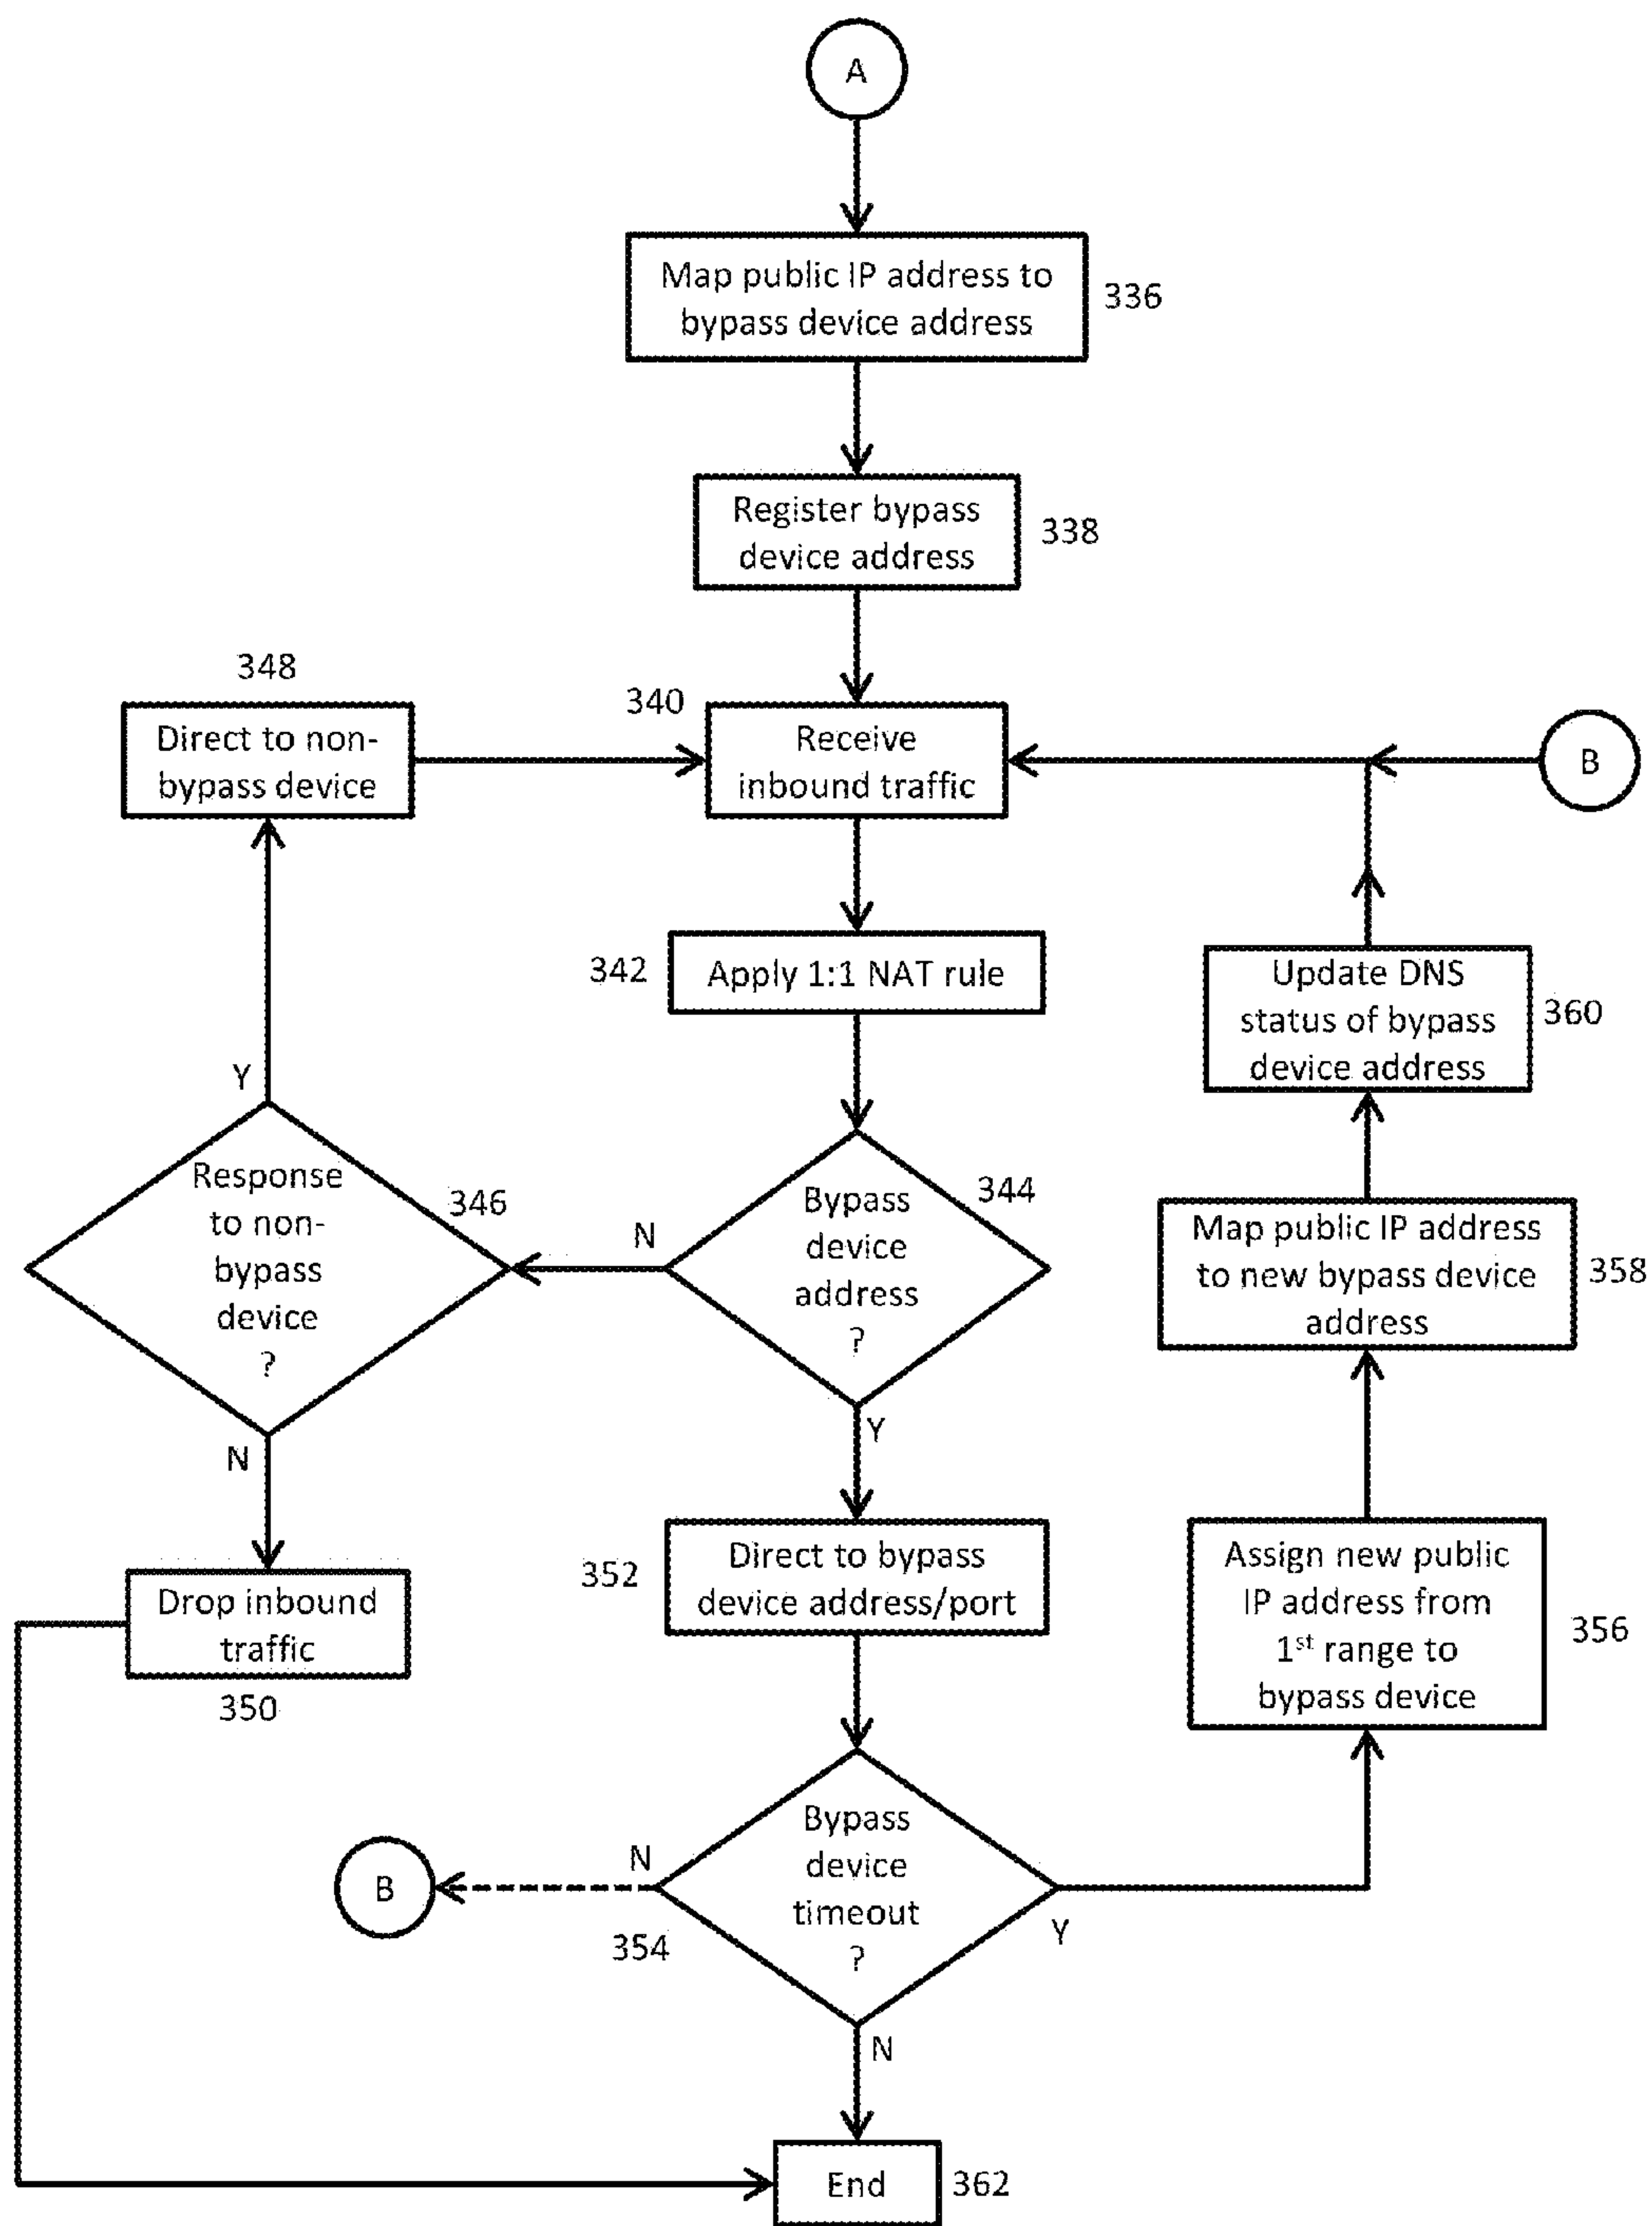 A
Map public IP address to
bypass device address
336
Register bypass
device address
338
348
Direct to non-
bypass device
340
Receive
inbound traffic
B
342
Apply 1:1 NAT rule
Update DNS
status of bypass
device address
360
Y
Response
to non-
bypass
device
?
346
N
Bypass
device
address
?
344
Map public IP address
to new bypass device
address
358
N
Y
Drop inbound
traffic
350
352
Direct to bypass
device address/port
Assign new public
IP address from
1st range to
bypass device
356
B
N
354
Bypass
device
timeout
?
Y
N
End
362